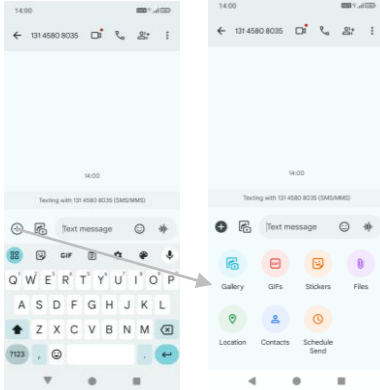 14:00
131 4580 8035
14:00
Texting with 131 4580 8035 (SMS/MMS)
Text message
GIF
Q W E R T Y U I O P
A S D F G H J K L
Z X C V B N M
?123 , .
14:00
131 4580 8035
14:00
Texting with 131 4580 8035 (SMS/MMS)
Text message
Gallery GIFs Stickers Files
Location Contacts Schedule
Send